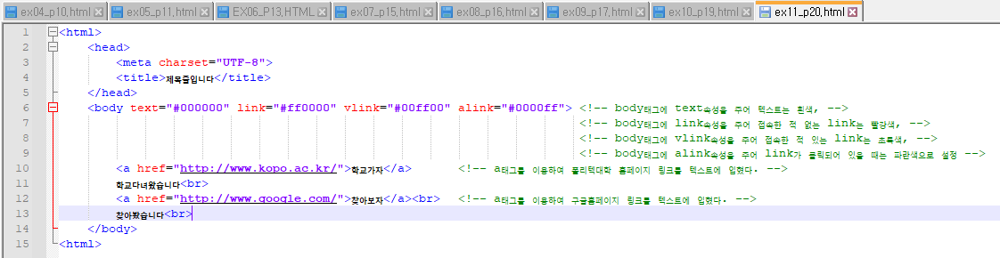 ex04_p10.html ex05_p11.html EX06_P13.HTML ex07_p15.html ex08_p16.html ex09_p17.html ex10_p19.html ex11_p20.html
1 <html>
2 <head>
3 <meta charset="UTF-8">
4 <title>제목줄입니다</title>
5 </head>
6 <body text="#000000" link="#ff0000" vlink="#00ff00" alink="#0000ff"> <!-- body태그에 text속성을 주어 텍스트는 흰색, -->
7 <!-- body태그에 link속성을 주어 접속한 적 없는 link는 빨강색, -->
8 <!-- body태그에 vlink속성을 주어 접속한 적 있는 link는 초록색, -->
9 <!-- body태그에 alink속성을 주어 link가 클릭되어 있을 때는 파란색으로 설정 -->
10 <a href="http://www.kopo.ac.kr/">학교가자</a> <!-- a태그를 이용하여 폴리텍대학 홈페이지 링크를 텍스트에 입혔다. -->
11 학교다녀왔습니다<br>
12 <a href="http://www.google.com/">찾아보자</a><br> <!-- a태그를 이용하여 구글홈페이지 링크를 텍스트에 입혔다. -->
13 찾아봤습니다<br>
14 </body>
15 <html>